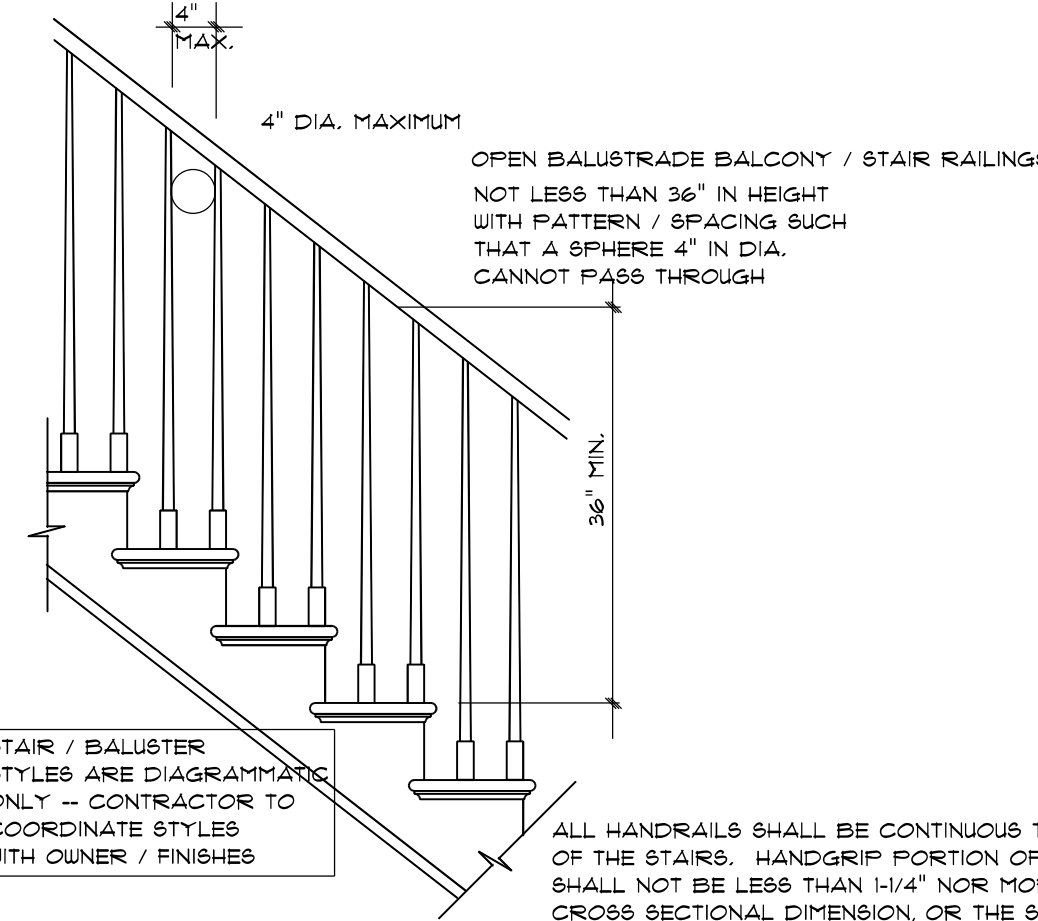 4"
MAX.
4" DIA. MAXIMUM
OPEN BALUSTRADE BALCONY / STAIR RAILINGS
NOT LESS THAN 36" IN HEIGHT
WITH PATTERN / SPACING SUCH
THAT A SPHERE 4" IN DIA.
CANNOT PASS THROUGH
36" MIN.
STAIR / BALUSTER
STYLES ARE DIAGRAMMATIC
ONLY -- CONTRACTOR TO
COORDINATE STYLES
WITH OWNER / FINISHES
ALL HANDRAILS SHALL BE CONTINUOUS
OF THE STAIRS. HANDGRIP PORTION OF
SHALL NOT BE LESS THAN 1-1/4" NOR
CROSS SECTIONAL DIMENSION, OR THE